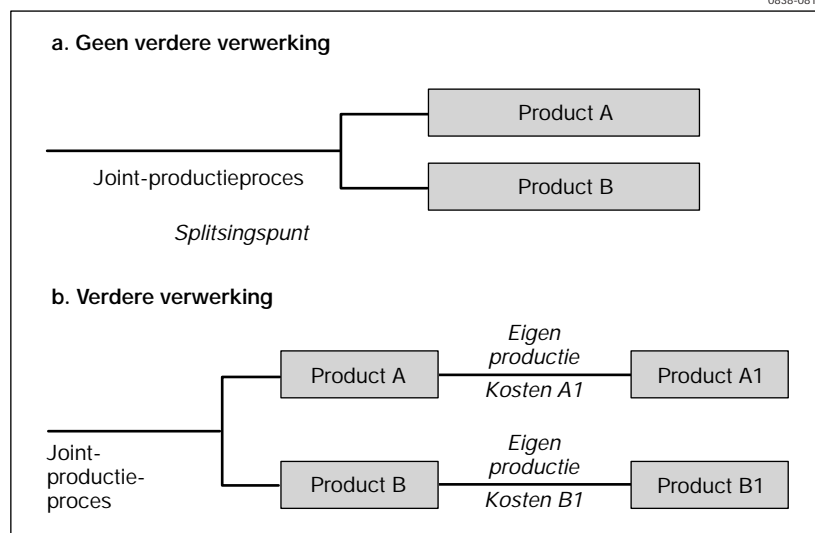 a. Geen verdere verwerking
Product A
Joint-productieproces
Product B
Splitsingspunt
b. Verdere verwerking
Eigen
productie
Product A
Product A1
Kosten A1
Joint-
productie-
proces
Eigen
productie
Product B
Product B1
Kosten B1